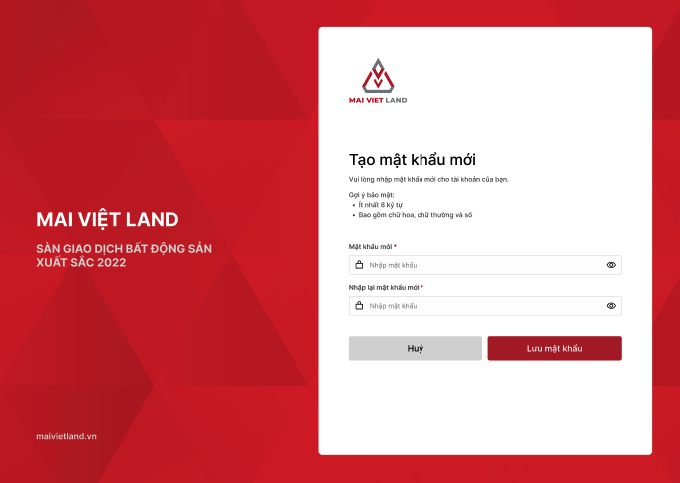 MAI VIỆT LAND
SÀN GIAO DỊCH BẤT ĐỘNG SẢN
XUẤT SẮC 2022
maivietland.vn
MAI VIET LAND
Tạo mật khẩu mới
Vui lòng nhập mật khẩu mới cho tài khoản của bạn.
Gợi ý bảo mật:
• Ít nhất 8 ký tự
• Bao gồm chữ hoa, chữ thường và số
Mật khẩu mới *
Nhập mật khẩu
Nhập lại mật khẩu mới *
Nhập mật khẩu
Huỷ
Lưu mật khẩu